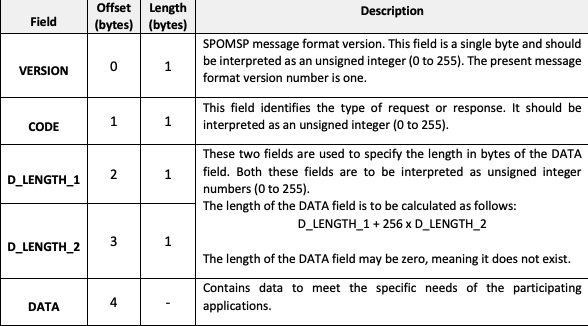 Field
Offset
(bytes)
Length
(bytes)
Description
VERSION
0
1
SPOMSP message format version. This field is a single byte and should
be interpreted as an unsigned integer (0 to 255). The present message
format version number is one.
CODE
1
1
This field identifies the type of request or response. It should be
interpreted as an unsigned integer (0 to 255).
D_LENGTH_1
2
1
These two fields are used to specify the length in bytes of the DATA
field. Both these fields are to be interpreted as unsigned integer
numbers (0 to 255).
The length of the DATA field is to be calculated as follows:
D_LENGTH_1 + 256 x D_LENGTH_2
D_LENGTH_2
3
1
The length of the DATA field may be zero, meaning it does not exist.
DATA
4
-
Contains data to meet the specific needs of the participating
applications.